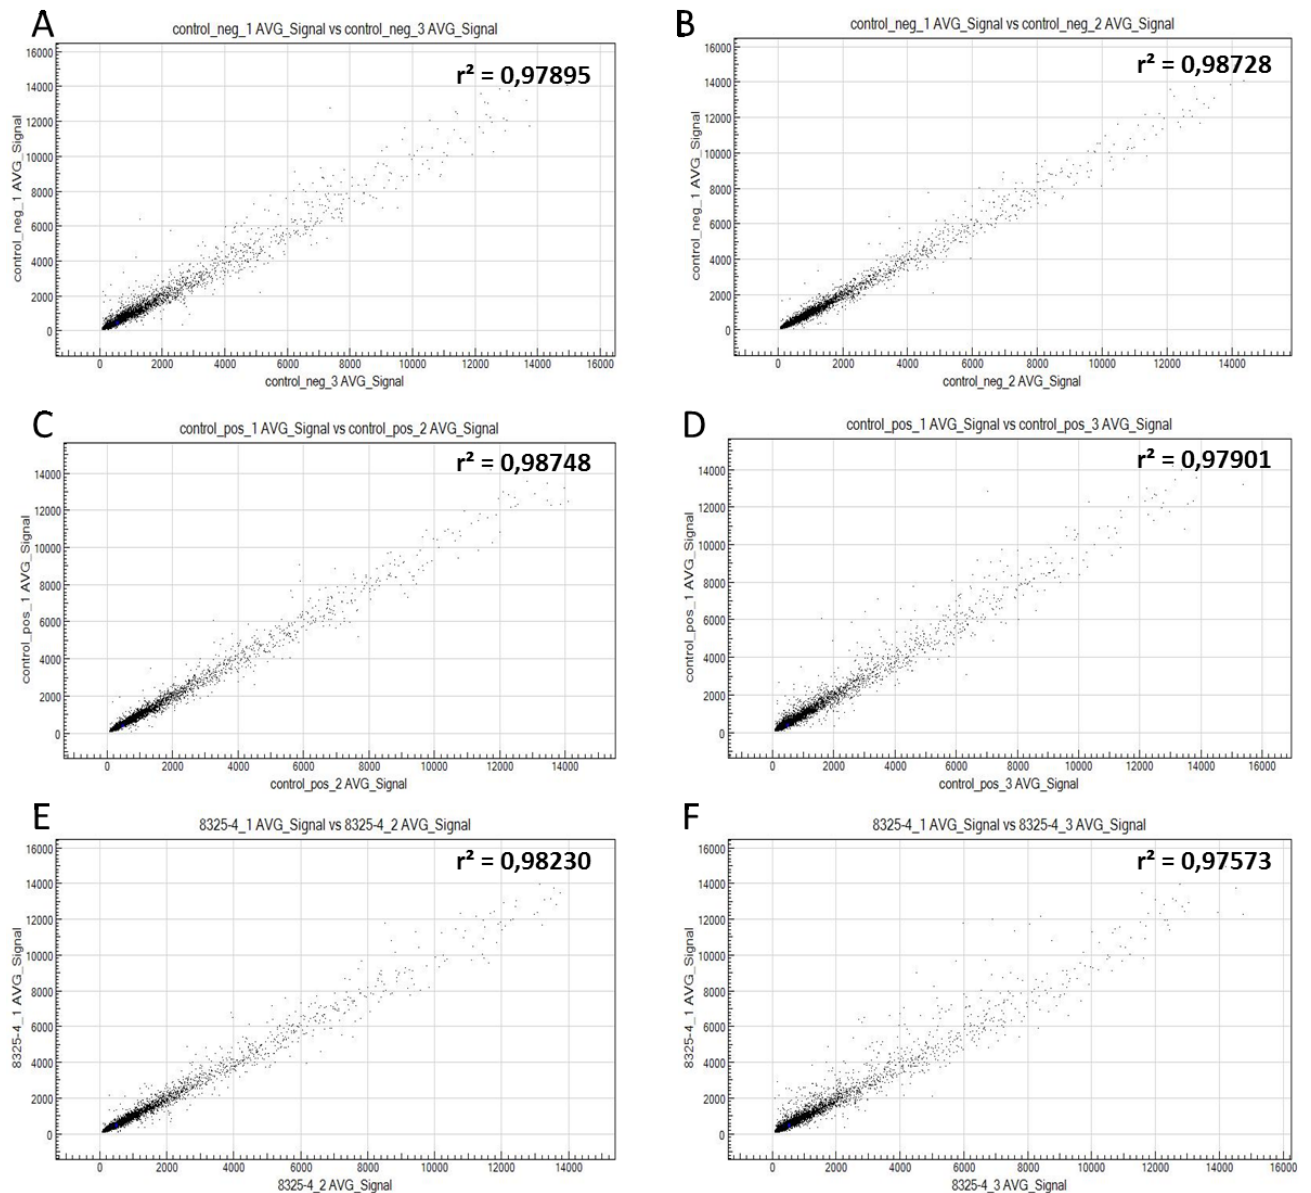 A
control_neg_1 AVG_Signal vs control_neg_3 AVG_Signal
r² = 0,97895
16000
14000
12000
10000
8000
6000
4000
2000
0
control_neg_1 AVG_Signal
0 2000 4000 6000 8000 10000 12000 14000 16000
control_neg_3 AVG_Signal
B
control_neg_1 AVG_Signal vs control_neg_2 AVG_Signal
r² = 0,98728
16000
14000
12000
10000
8000
6000
4000
2000
0
control_neg_1 AVG_Signal
0 2000 4000 6000 8000 10000 12000 14000
control_neg_2 AVG_Signal
C
control_pos_1 AVG_Signal vs control_pos_2 AVG_Signal
r² = 0,98748
14000
12000
10000
8000
6000
4000
2000
0
control_pos_1 AVG_Signal
0 2000 4000 6000 8000 10000 12000 14000
control_pos_2 AVG_Signal
D
control_pos_1 AVG_Signal vs control_pos_3 AVG_Signal
r² = 0,97901
14000
12000
10000
8000
6000
4000
2000
0
control_pos_1 AVG_Signal
0 2000 4000 6000 8000 10000 12000 14000 16000
control_pos_3 AVG_Signal
E
8325-4_1 AVG_Signal vs 8325-4_2 AVG_Signal
r² = 0,98230
16000
14000
12000
10000
8000
6000
4000
2000
0
8325-4_1 AVG_Signal
0 2000 4000 6000 8000 10000 12000 14000
8325-4_2 AVG_Signal
F
8325-4_1 AVG_Signal vs 8325-4_3 AVG_Signal
r² = 0,97573
16000
14000
12000
10000
8000
6000
4000
2000
0
8325-4_1 AVG_Signal
0 2000 4000 6000 8000 10000 12000 14000 16000
8325-4_3 AVG_Signal